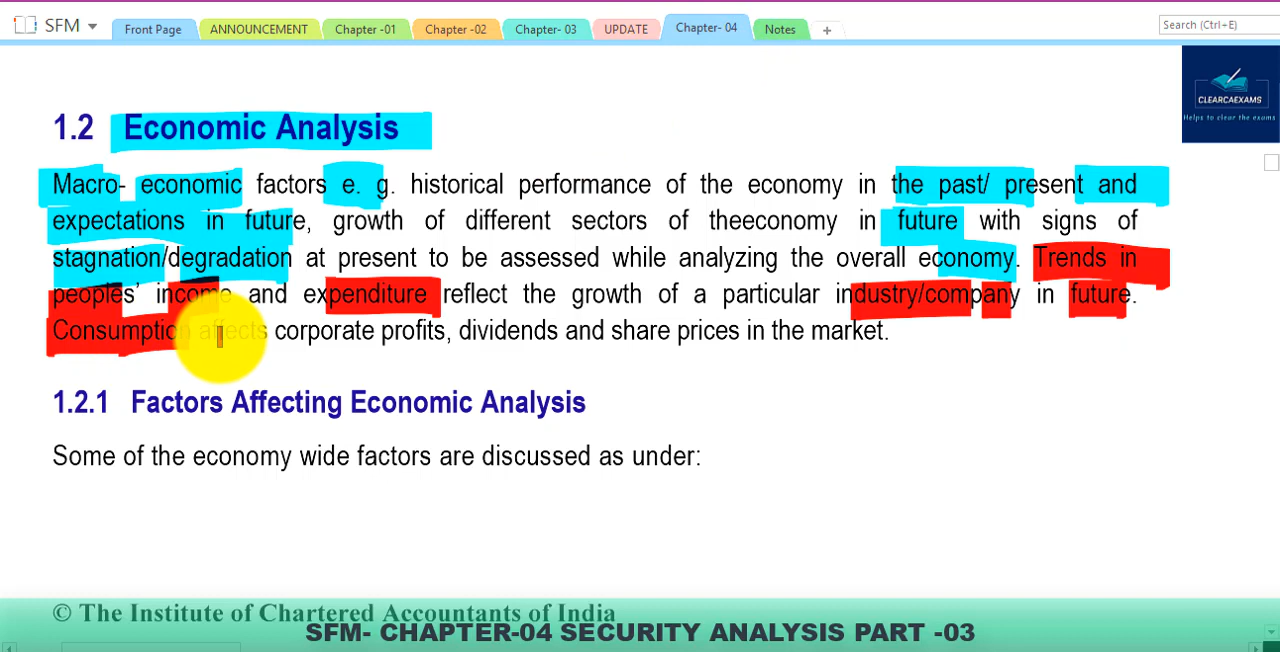 SFM
Front Page
ANNOUNCEMENT
Chapter -01
Chapter -02
Chapter- 03
UPDATE
Chapter- 04
Notes
Search (Ctrl+E)
CLEARCAEXAMS
Helps to clear the exams
1.2 Economic Analysis
Macro- economic factors e. g. historical performance of the economy in the past/ present and
expectations in future, growth of different sectors of theeconomy in future with signs of
stagnation/degradation at present to be assessed while analyzing the overall economy. Trends in
peoples' income and expenditure reflect the growth of a particular industry/company in future.
Consumption affects corporate profits, dividends and share prices in the market.
1.2.1 Factors Affecting Economic Analysis
Some of the economy wide factors are discussed as under:
© The Institute of Chartered Accountants of India
SFM- CHAPTER-04 SECURITY ANALYSIS PART -03